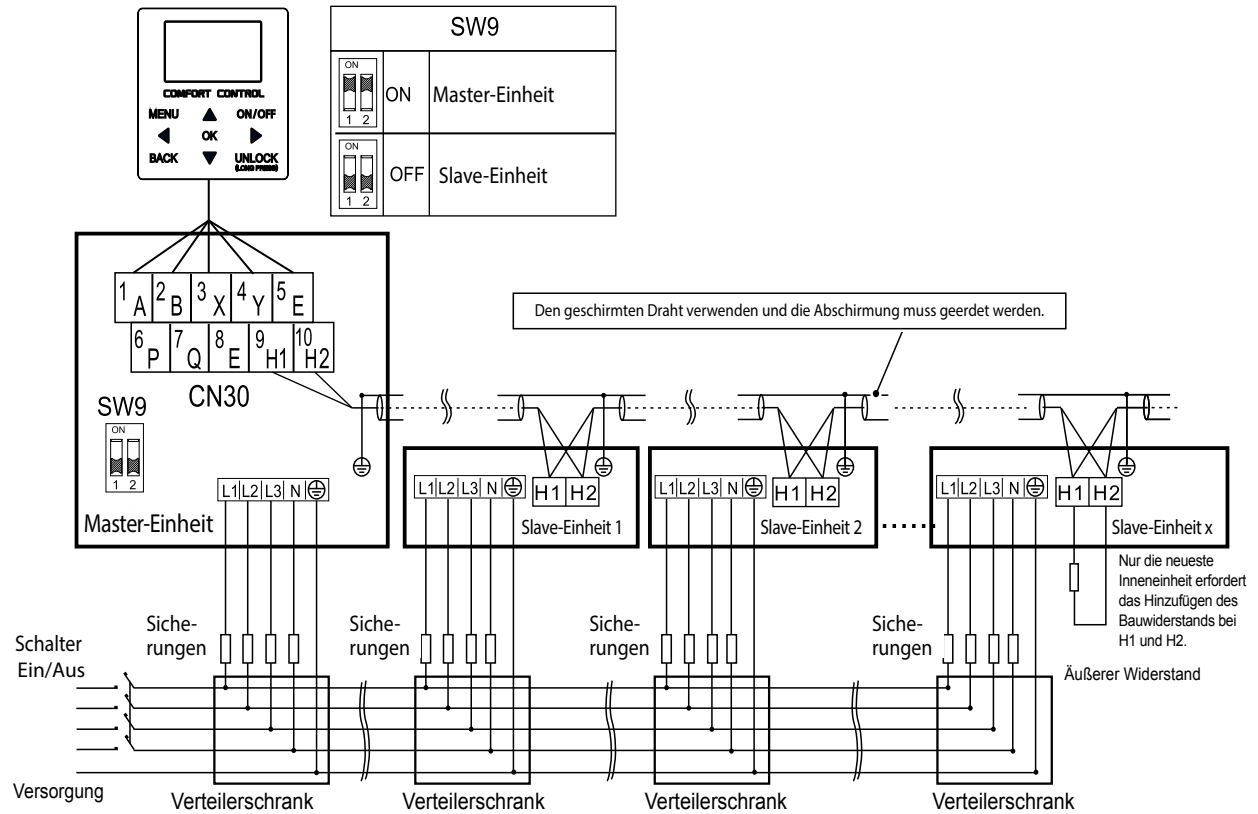 SW9
ON
1 2
ON
Master-Einheit
ON
1 2
OFF
Slave-Einheit
COMFORT CONTROL
MENU
ON/OFF
OK
BACK
UNLOCK
(LONG PRESS)
1 A
2 B
3 X
4 Y
5 E
6 P
7 Q
8 E
9 H1
10 H2
CN30
SW9
ON
1 2
Den geschirmten Draht verwenden und die Abschirmung muss geerdet werden.
L1 L2 L3 N
Master-Einheit
L1 L2 L3 N
H1 H2
Slave-Einheit 1
L1 L2 L3 N
H1 H2
Slave-Einheit 2
L1 L2 L3 N
H1 H2
Slave-Einheit x
Nur die neueste
Inneneinheit erfordert
das Hinzufügen des
Bauwiderstands bei
H1 und H2.
Äußerer Widerstand
Schalter
Ein/Aus
Siche-
rungen
Siche-
rungen
Siche-
rungen
Siche-
rungen
Versorgung
Verteilerschrank
Verteilerschrank
Verteilerschrank
Verteilerschrank